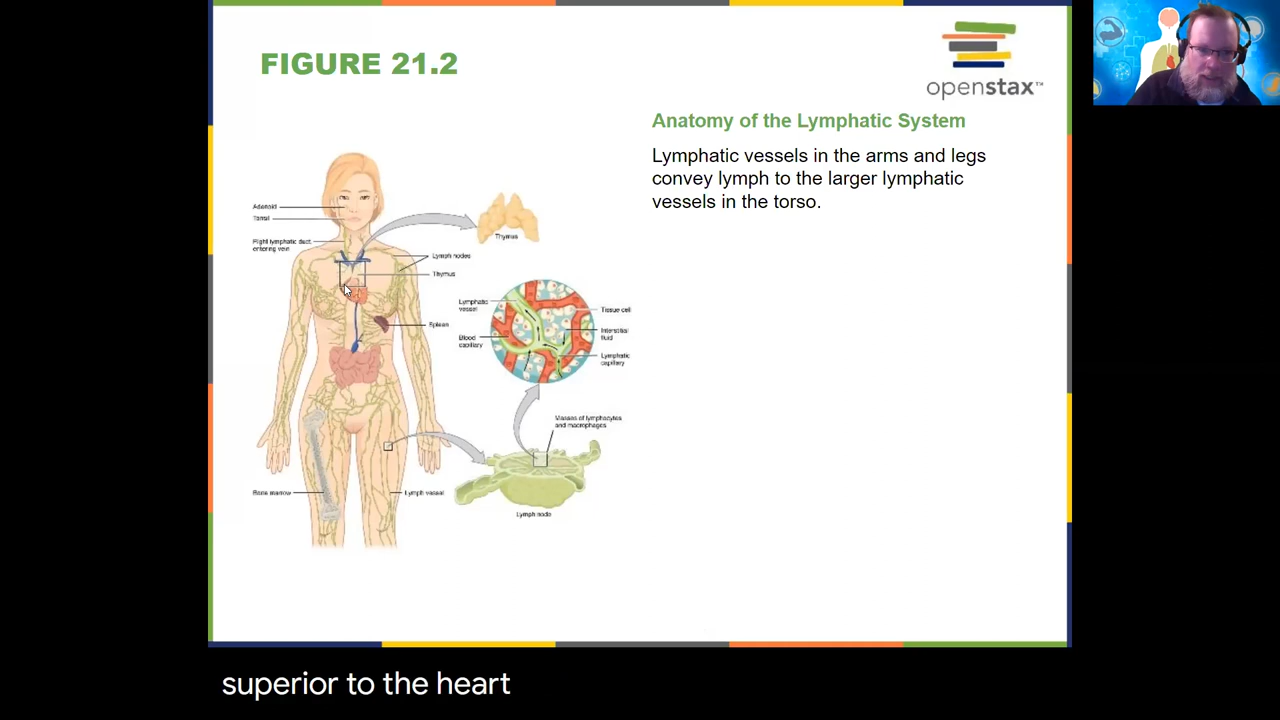 FIGURE 21.2
openstax™
Anatomy of the Lymphatic System
Lymphatic vessels in the arms and legs
convey lymph to the larger lymphatic
vessels in the torso.
Adenoid
Tonsil
Right lymphatic duct,
entering vein
Thymus
Lymph nodes
Thymus
Spleen
Lymphatic
vessel
Blood
capillary
Tissue cell
Interstitial
fluid
Lymphatic
capillary
Masses of lymphocytes
and macrophages
Bone marrow
Lymph vessel
Lymph node
superior to the heart